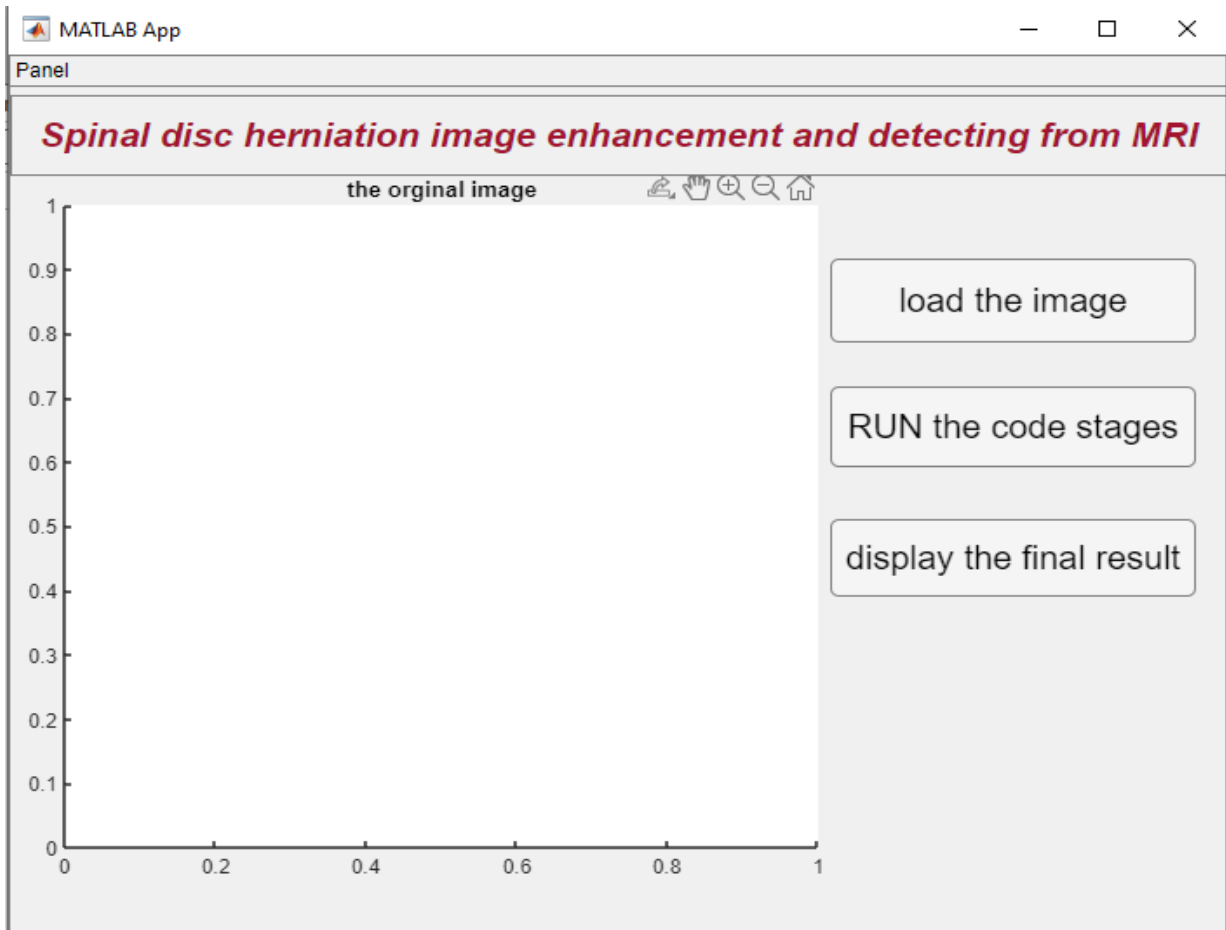 MATLAB App
Panel
Spinal disc herniation image enhancement and detecting from MRI
the orginal image
1
0.9
0.8
0.7
0.6
0.5
0.4
0.3
0.2
0.1
0
0 0.2 0.4 0.6 0.8 1
load the image
RUN the code stages
display the final result